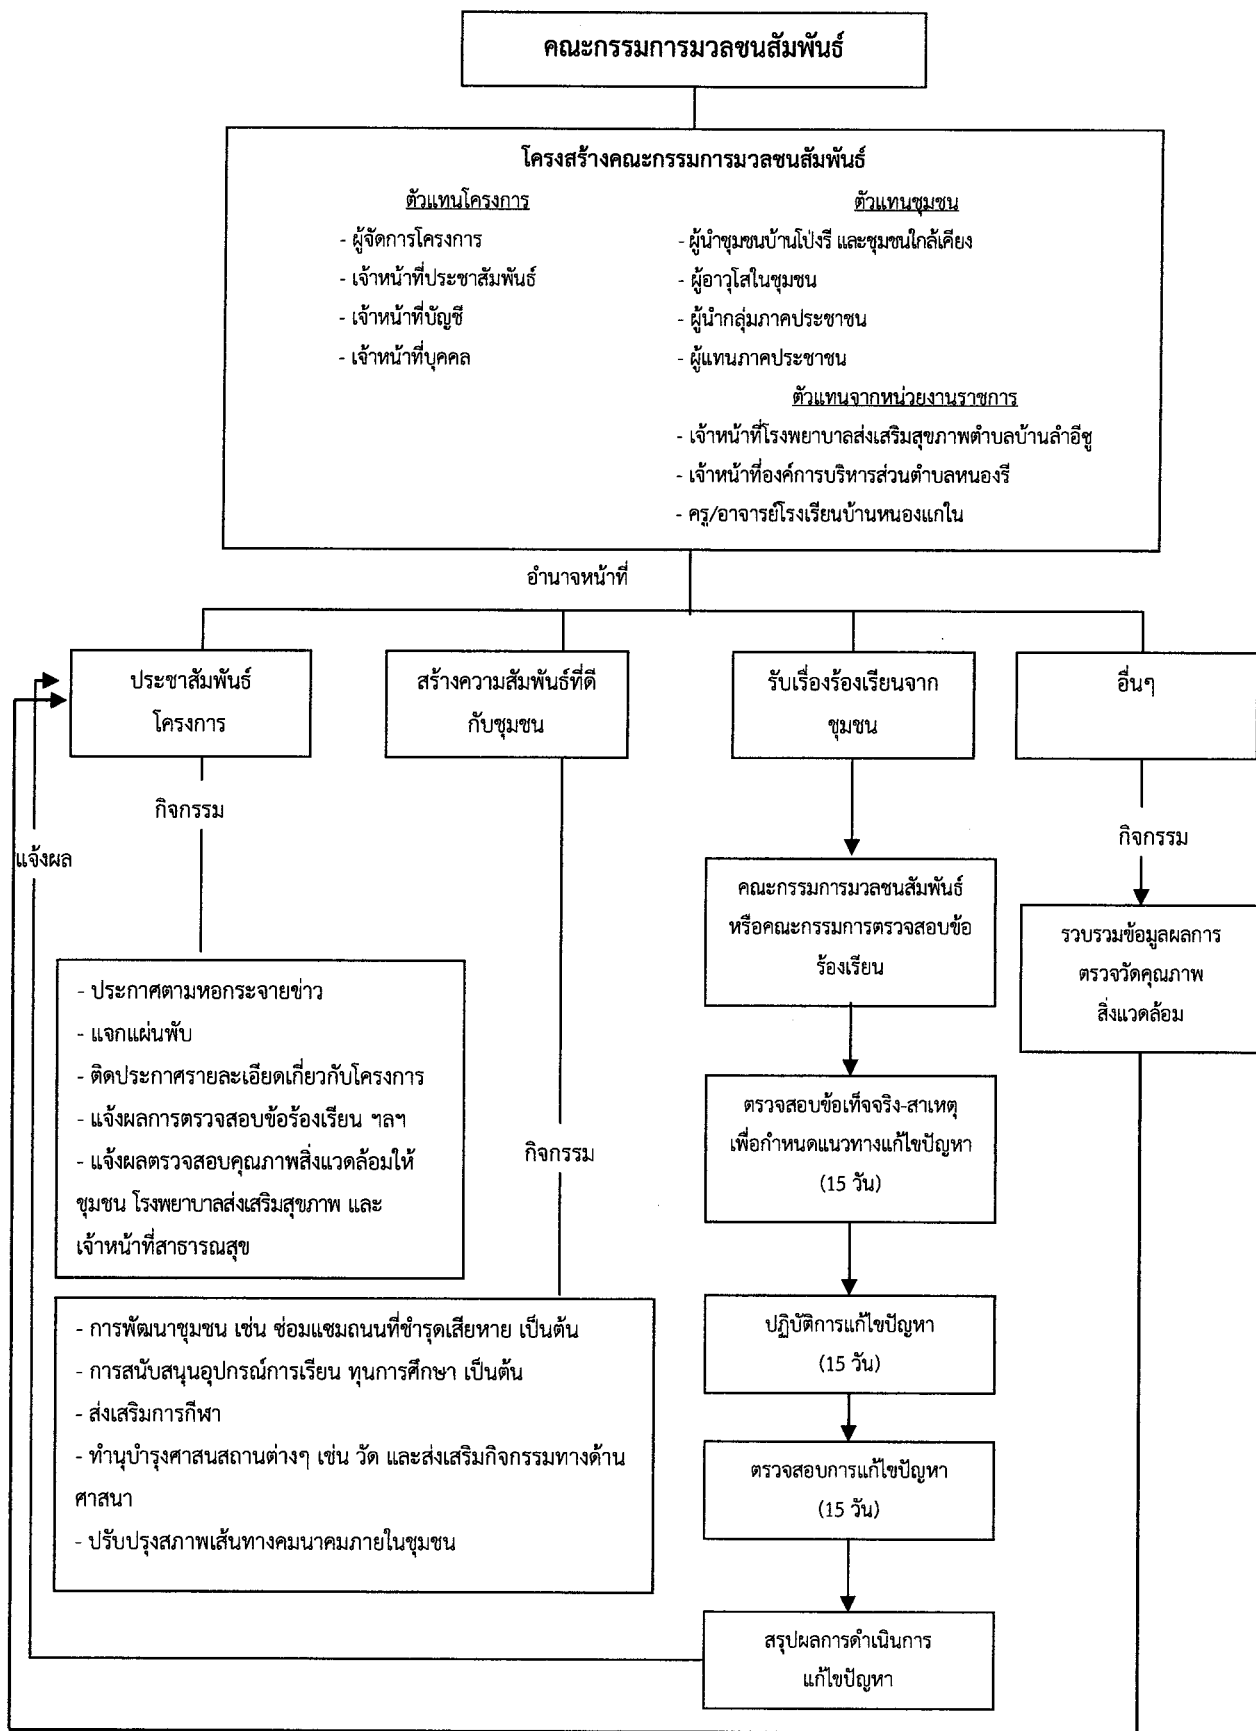 คณะกรรมการมวลชนสัมพันธ์
โครงสร้างคณะกรรมการมวลชนสัมพันธ์
ตัวแทนโครงการ
- ผู้จัดการโครงการ
- เจ้าหน้าที่ประชาสัมพันธ์
- เจ้าหน้าที่บัญชี
- เจ้าหน้าที่บุคคล
ตัวแทนชุมชน
- ผู้นำชุมชนบ้านโป่งรี และชุมชนใกล้เคียง
- ผู้อาวุโสในชุมชน
- ผู้นำกลุ่มภาคประชาชน
- ผู้แทนภาคประชาชน
ตัวแทนจากหน่วยงานราชการ
- เจ้าหน้าที่โรงพยาบาลส่งเสริมสุขภาพตำบลบ้านลำอีซู
- เจ้าหน้าที่องค์การบริหารส่วนตำบลหนองรี
- ครู/อาจารย์โรงเรียนบ้านหนองแกใน
อำนาจหน้าที่
ประชาสัมพันธ์
โครงการ
สร้างความสัมพันธ์ที่ดี
กับชุมชน
รับเรื่องร้องเรียนจาก
ชุมชน
อื่นๆ
กิจกรรม
กิจกรรม
แจ้งผล
คณะกรรมการมวลชนสัมพันธ์
หรือคณะกรรมการตรวจสอบข้อ
ร้องเรียน
รวบรวมข้อมูลผลการ
ตรวจวัดคุณภาพ
สิ่งแวดล้อม
- ประกาศตามหอกระจายข่าว
- แจกแผ่นพับ
- ติดประกาศรายละเอียดเกี่ยวกับโครงการ
- แจ้งผลการตรวจสอบข้อร้องเรียน ฯลฯ
- แจ้งผลตรวจสอบคุณภาพสิ่งแวดล้อมให้
ชุมชน โรงพยาบาลส่งเสริมสุขภาพ และ
เจ้าหน้าที่สาธารณสุข
กิจกรรม
ตรวจสอบข้อเท็จจริง-สาเหตุ
เพื่อกำหนดแนวทางแก้ไขปัญหา
(15 วัน)
- การพัฒนาชุมชน เช่น ซ่อมแซมถนนที่ชำรุดเสียหาย เป็นต้น
- การสนับสนุนอุปกรณ์การเรียน ทุนการศึกษา เป็นต้น
- ส่งเสริมการกีฬา
- ทำนุบำรุงศาสนสถานต่างๆ เช่น วัด และส่งเสริมกิจกรรมทางด้าน
ศาสนา
- ปรับปรุงสภาพเส้นทางคมนาคมภายในชุมชน
ปฏิบัติการแก้ไขปัญหา
(15 วัน)
ตรวจสอบการแก้ไขปัญหา
(15 วัน)
สรุปผลการดำเนินการ
แก้ไขปัญหา